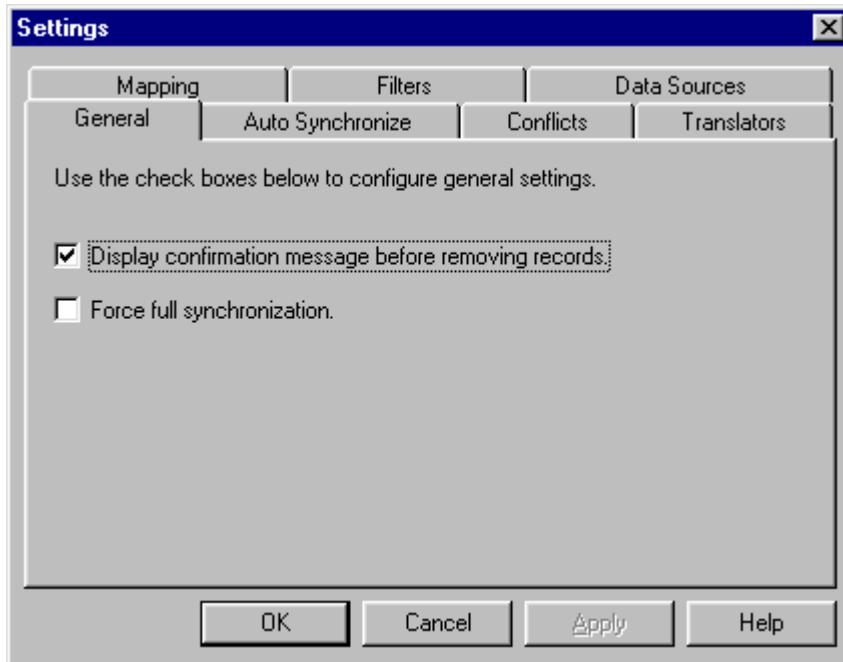 Settings
Mapping Filters Data Sources
General Auto Synchronize Conflicts Translators
Use the check boxes below to configure general settings.
Display confirmation message before removing records.
Force full synchronization.
OK Cancel Apply Help